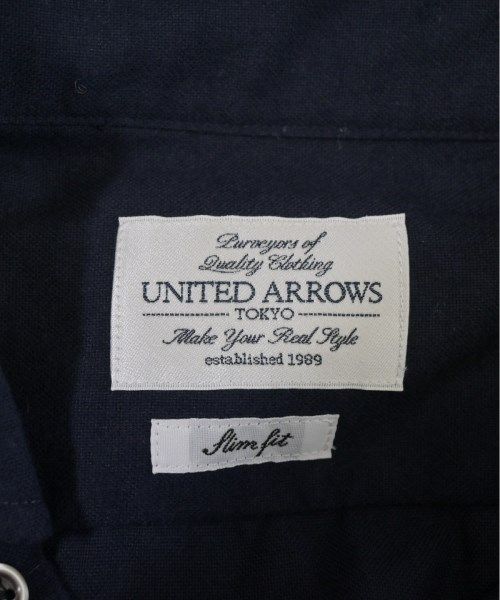 Purveyors of
Quality Clothing
UNITED ARROWS
TOKYO
Make Your Real Style
established 1989
Slim fit